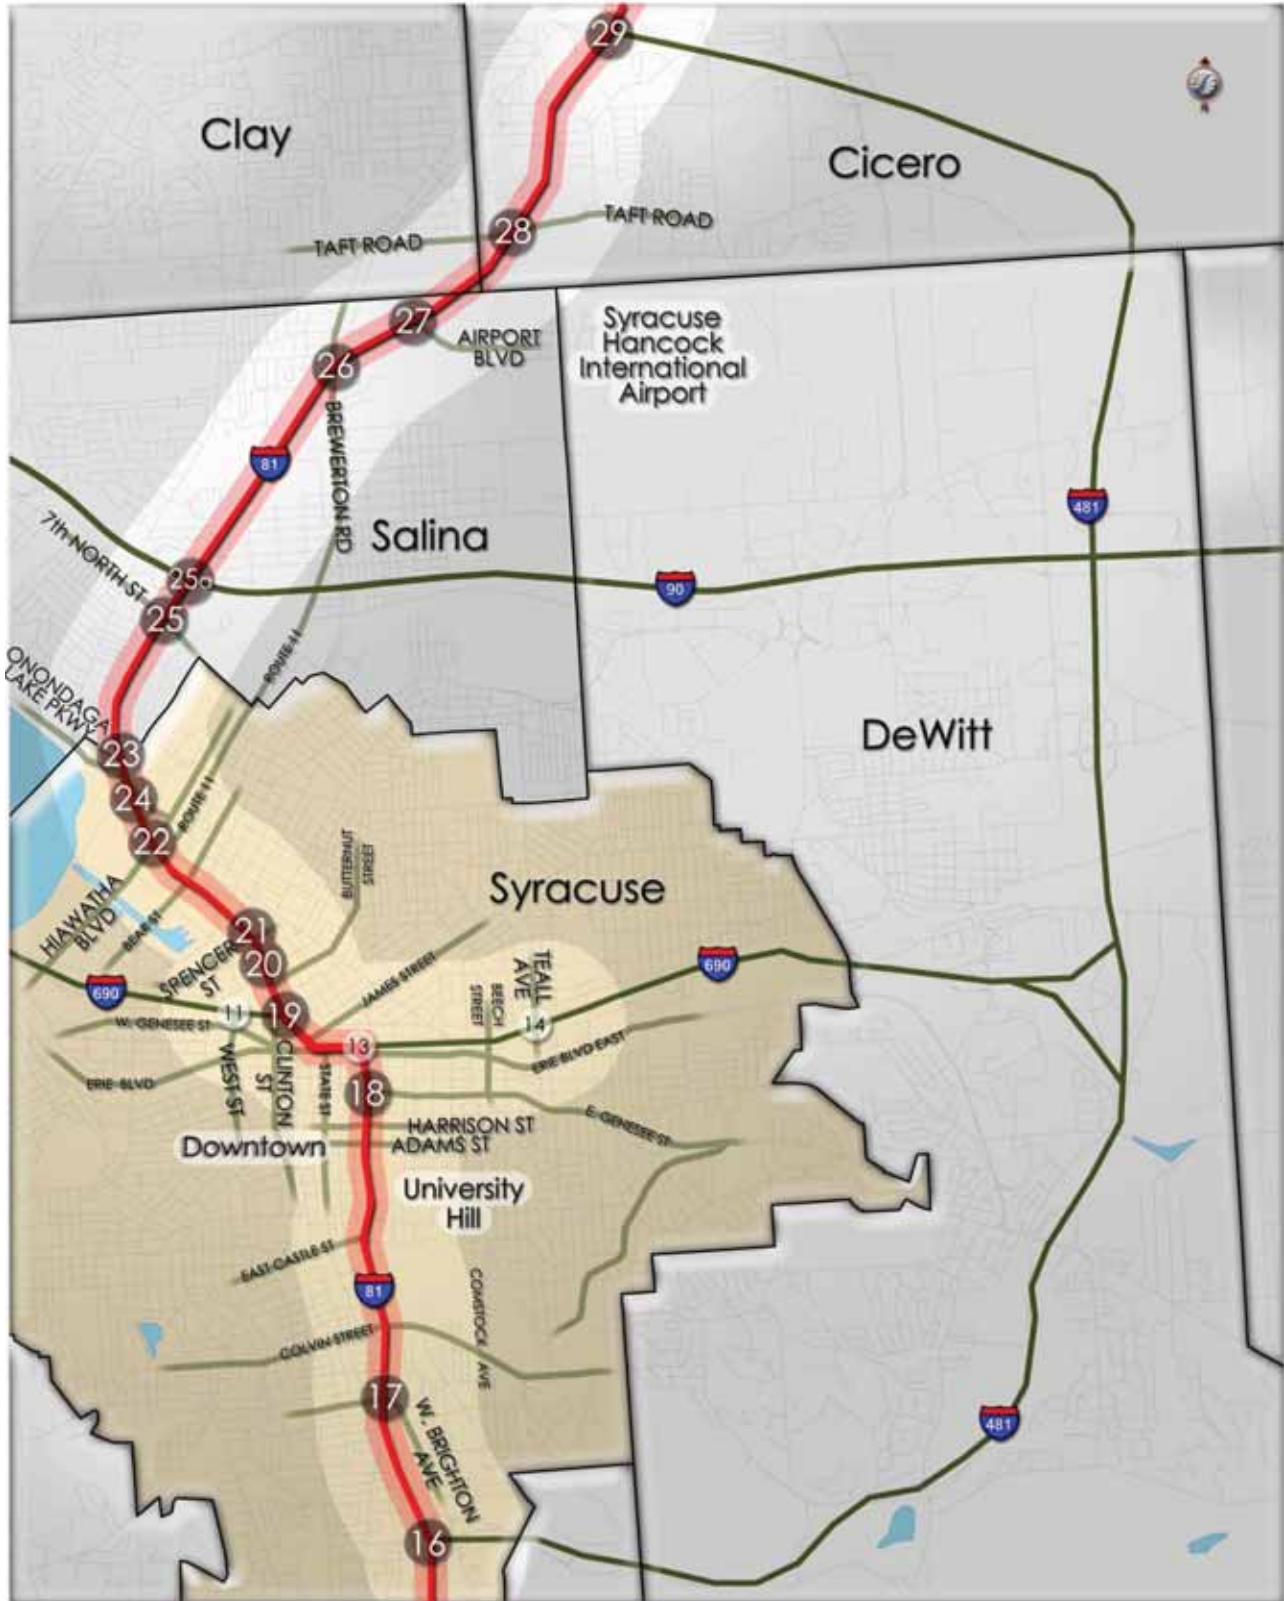 29
Clay
Cicero
TAFT ROAD
28
TAFT ROAD
27
AIRPORT
BLVD
Syracuse
Hancock
International
Airport
26
BREWERTON RD
81
481
7th NORTH ST
Salina
25a
90
25
ROUTE 11
ONONDAGA
LAKE PKWY
23
DeWitt
24
ROUTE 11
22
BUTTERNUT
STREET
Syracuse
HIAWATHA
BLVD
BEAR ST
21
SPENCER
ST
20
JAMES STREET
TEALL
AVE
690
690
BEECH
STREET
11
19
14
W. GENESEE ST
13
ERIE BLVD EAST
ERIE BLVD
WEST ST
CLINTON
ST
STATE ST
18
HARRISON ST
E. GENESEE ST
ADAMS ST
Downtown
University
Hill
EAST CASTLE ST
81
COMSTOCK AVE
COLVIN STREET
17
W. BRIGHTON
AVE
481
16